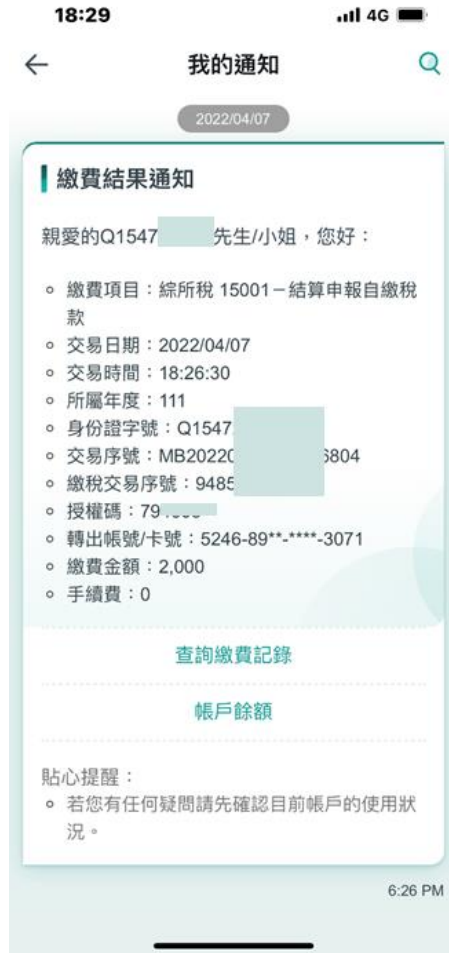 18:29
4G
我的通知
2022/04/07
繳費結果通知
親愛的Q1547 先生/小姐，您好：
。繳費項目：綜所稅 15001－結算申報自繳稅
款
。交易日期：2022/04/07
。交易時間：18:26:30
。所屬年度：111
。身份證字號：Q1547
。交易序號：MB20220 6804
。繳稅交易序號：9485
。授權碼：79
。轉出帳號/卡號：5246-89**-****-3071
。繳費金額：2,000
。手續費：0
查詢繳費記錄
帳戶餘額
貼心提醒：
。若您有任何疑問請先確認目前帳戶的使用狀
況。
6:26 PM